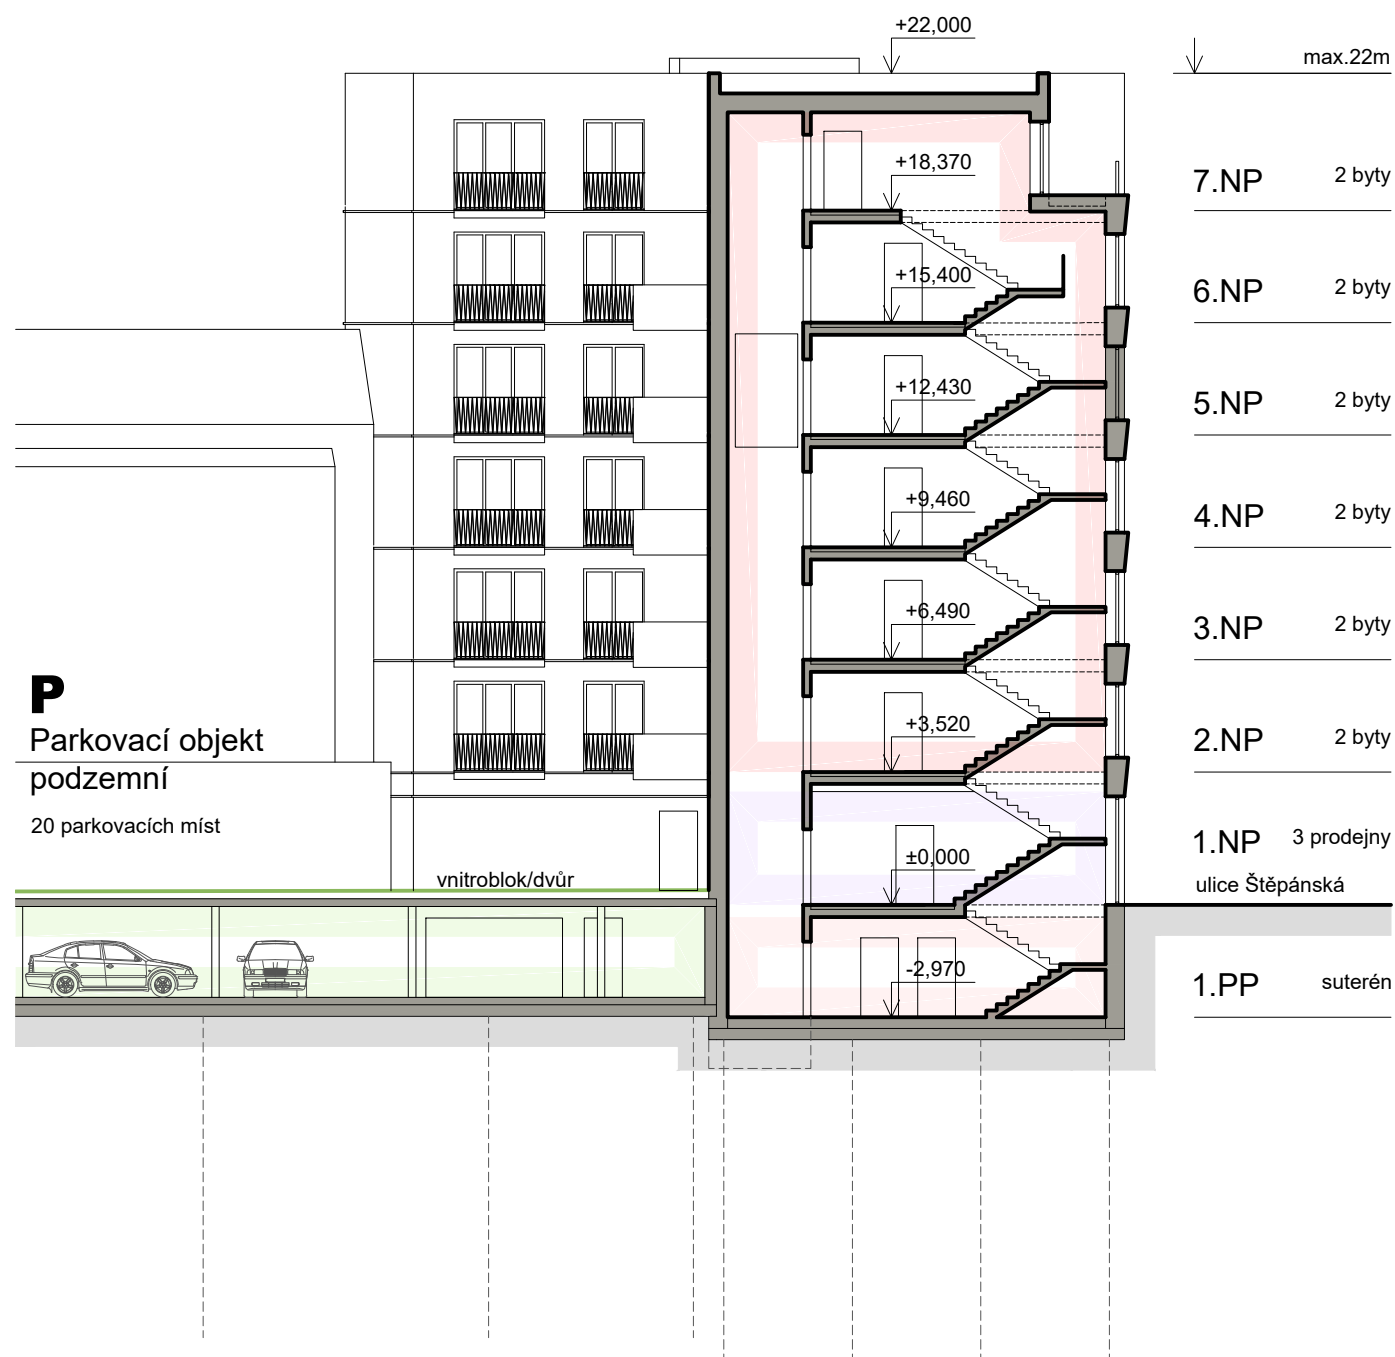 +22,000
max.22m
+18,370
7.NP 2 byty
+15,400
6.NP 2 byty
+12,430
5.NP 2 byty
+9,460
4.NP 2 byty
+6,490
3.NP 2 byty
+3,520
2.NP 2 byty
P
Parkovací objekt
podzemní
20 parkovacích míst
vnitroblok/dvůr
±0,000
1.NP 3 prodejny
ulice Štěpánská
-2,970
1.PP suterén